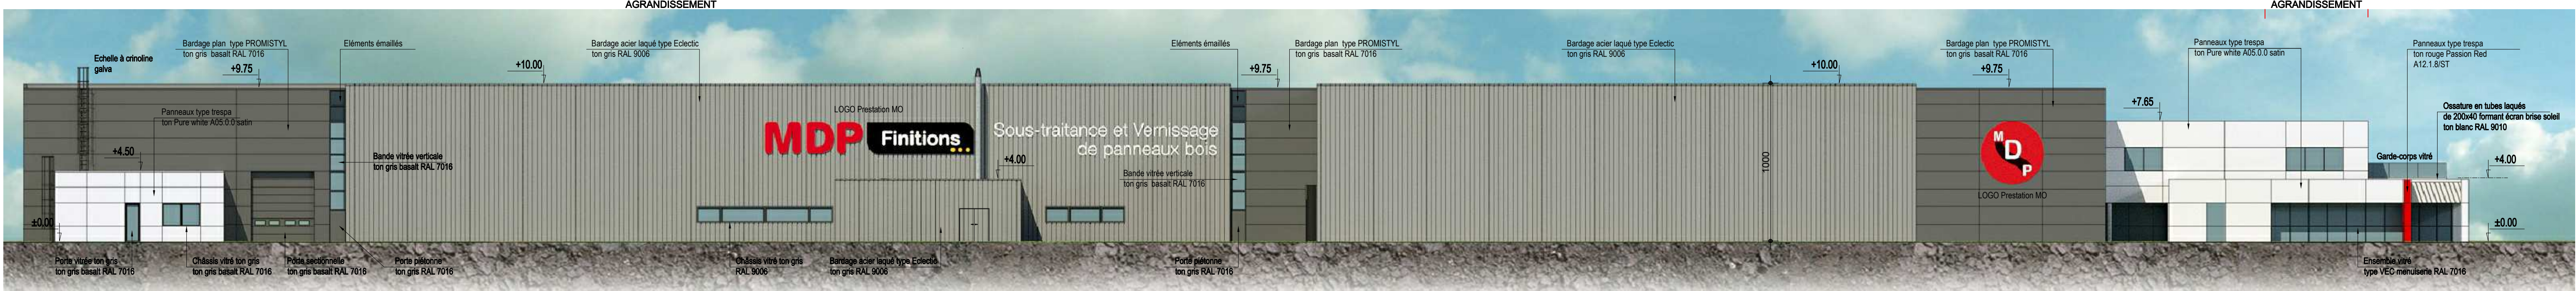 AGRANDISSEMENT
AGRANDISSEMENT
Echelle à crinoline
galva
Bardage plan type PROMISTYL
ton gris basalt RAL 7016
+9.75
Eléments émaillés
+10.00
Bardage acier laqué type Eclectic
ton gris RAL 9006
Eléments émaillés
+9.75
Bardage plan type PROMISTYL
ton gris basalt RAL 7016
Bardage acier laqué type Eclectic
ton gris RAL 9006
+10.00
Bardage plan type PROMISTYL
ton gris basalt RAL 7016
+9.75
Panneaux type trespa
ton Pure white A05.0.0 satin
+7.65
Panneaux type trespa
ton rouge Passion Red
A12.1.8/ST
Ossature en tubes laqués
de 200x40 formant écran brise soleil
ton blanc RAL 9010
Panneaux type trespa
ton Pure white A05.0.0 satin
+4.50
Bande vitrée verticale
ton gris basalt RAL 7016
LOGO Prestation MO
MDP Finitions...
Sous-traitance et Vernissage
de panneaux bois
+4.00
Bande vitrée verticale
ton gris basalt RAL 7016
1000
M
D
P
LOGO Prestation MO
Garde-corps vitré
+4.00
±0.00
±0.00
Porte vitrée ton gris
ton gris basalt RAL 7016
Châssis vitré ton gris
ton gris basalt RAL 7016
Porte sectionnelle
ton gris basalt RAL 7016
Porte piétonne
ton gris RAL 7016
Châssis vitré ton gris
RAL 9006
Bardage acier laqué type Eclectic
ton gris RAL 9006
Porte piétonne
ton gris RAL 7016
Ensemble vitré
type VEC menuiserie RAL 7016